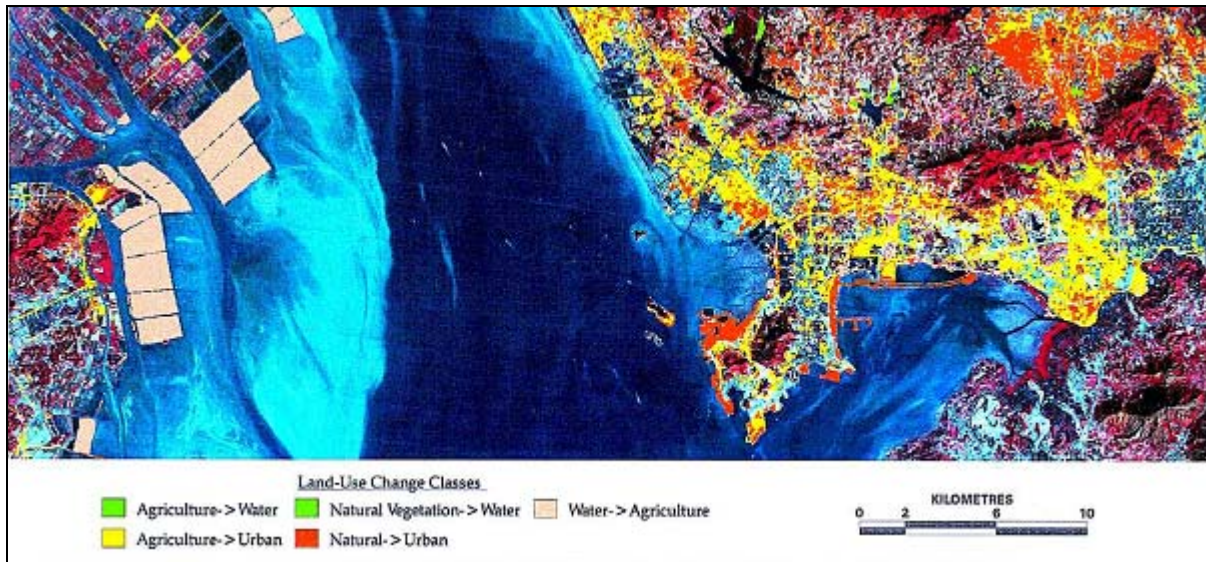 Land-Use Change Classes
Agriculture->Water
Natural Vegetation->Water
Water->Agriculture
Agriculture->Urban
Natural->Urban
KILOMETRES
0 2 6 10